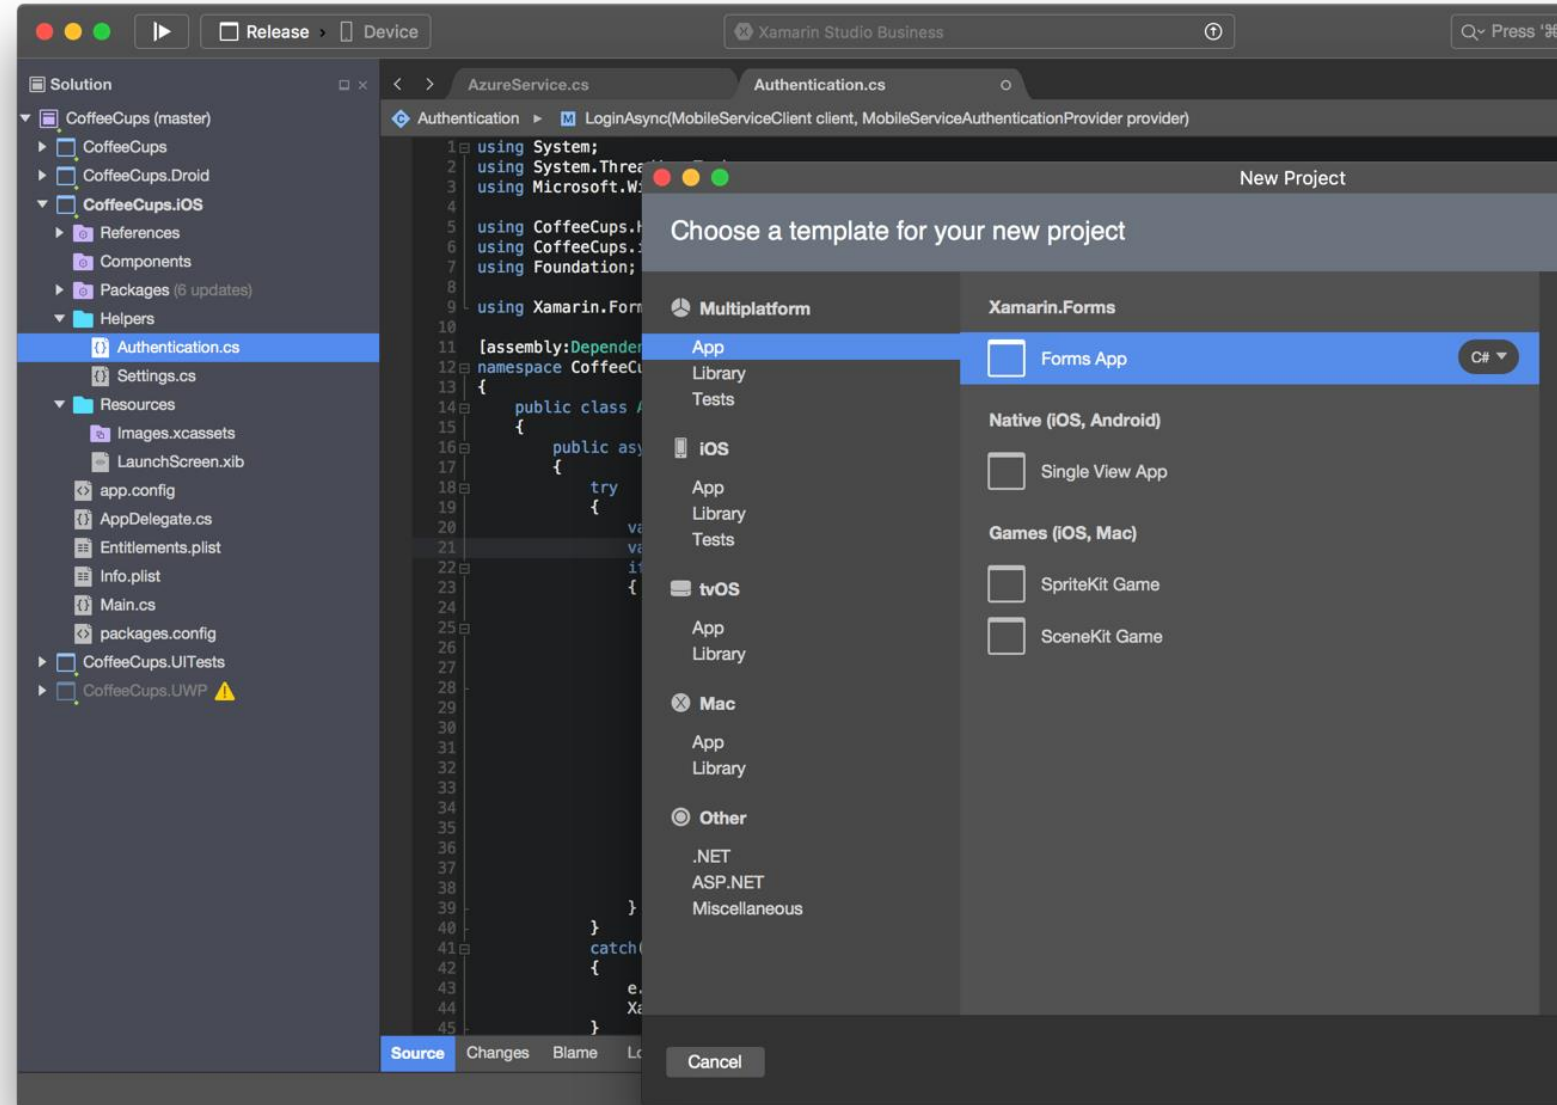 Release > Device
Xamarin Studio Business
Press '⌘
Solution
CoffeeCups (master)
CoffeeCups
CoffeeCups.Droid
CoffeeCups.iOS
References
Components
Packages (6 updates)
Helpers
Authentication.cs
Settings.cs
Resources
Images.xcassets
LaunchScreen.xib
app.config
AppDelegate.cs
Entitlements.plist
Info.plist
Main.cs
packages.config
CoffeeCups.UITests
CoffeeCups.UWP
AzureService.cs
Authentication.cs
Authentication ▸ M LoginAsync(MobileServiceClient client, MobileServiceAuthenticationProvider provider)
1 using System;
2 using System.Threa
3 using Microsoft.W
4
5 using CoffeeCups.H
6 using CoffeeCups.i
7 using Foundation;
8
9 using Xamarin.Form
10
11 [assembly:Depende
12 namespace CoffeeCu
13 {
14 public class A
15 {
16 public asy
17 {
18 try
19 {
20 va
21 va
22 if
23 {
24
25
26
27
28
29
30
31
32
33
34
35
36
37
38
39 }
40 }
41 catch(
42 {
43 e.
44 Xa
45 }
Source Changes Blame Lo
New Project
Choose a template for your new project
Multiplatform
App
Library
Tests
iOS
App
Library
Tests
tvOS
App
Library
Mac
App
Library
Other
.NET
ASP.NET
Miscellaneous
Xamarin.Forms
Forms App
C#
Native (iOS, Android)
Single View App
Games (iOS, Mac)
SpriteKit Game
SceneKit Game
Cancel